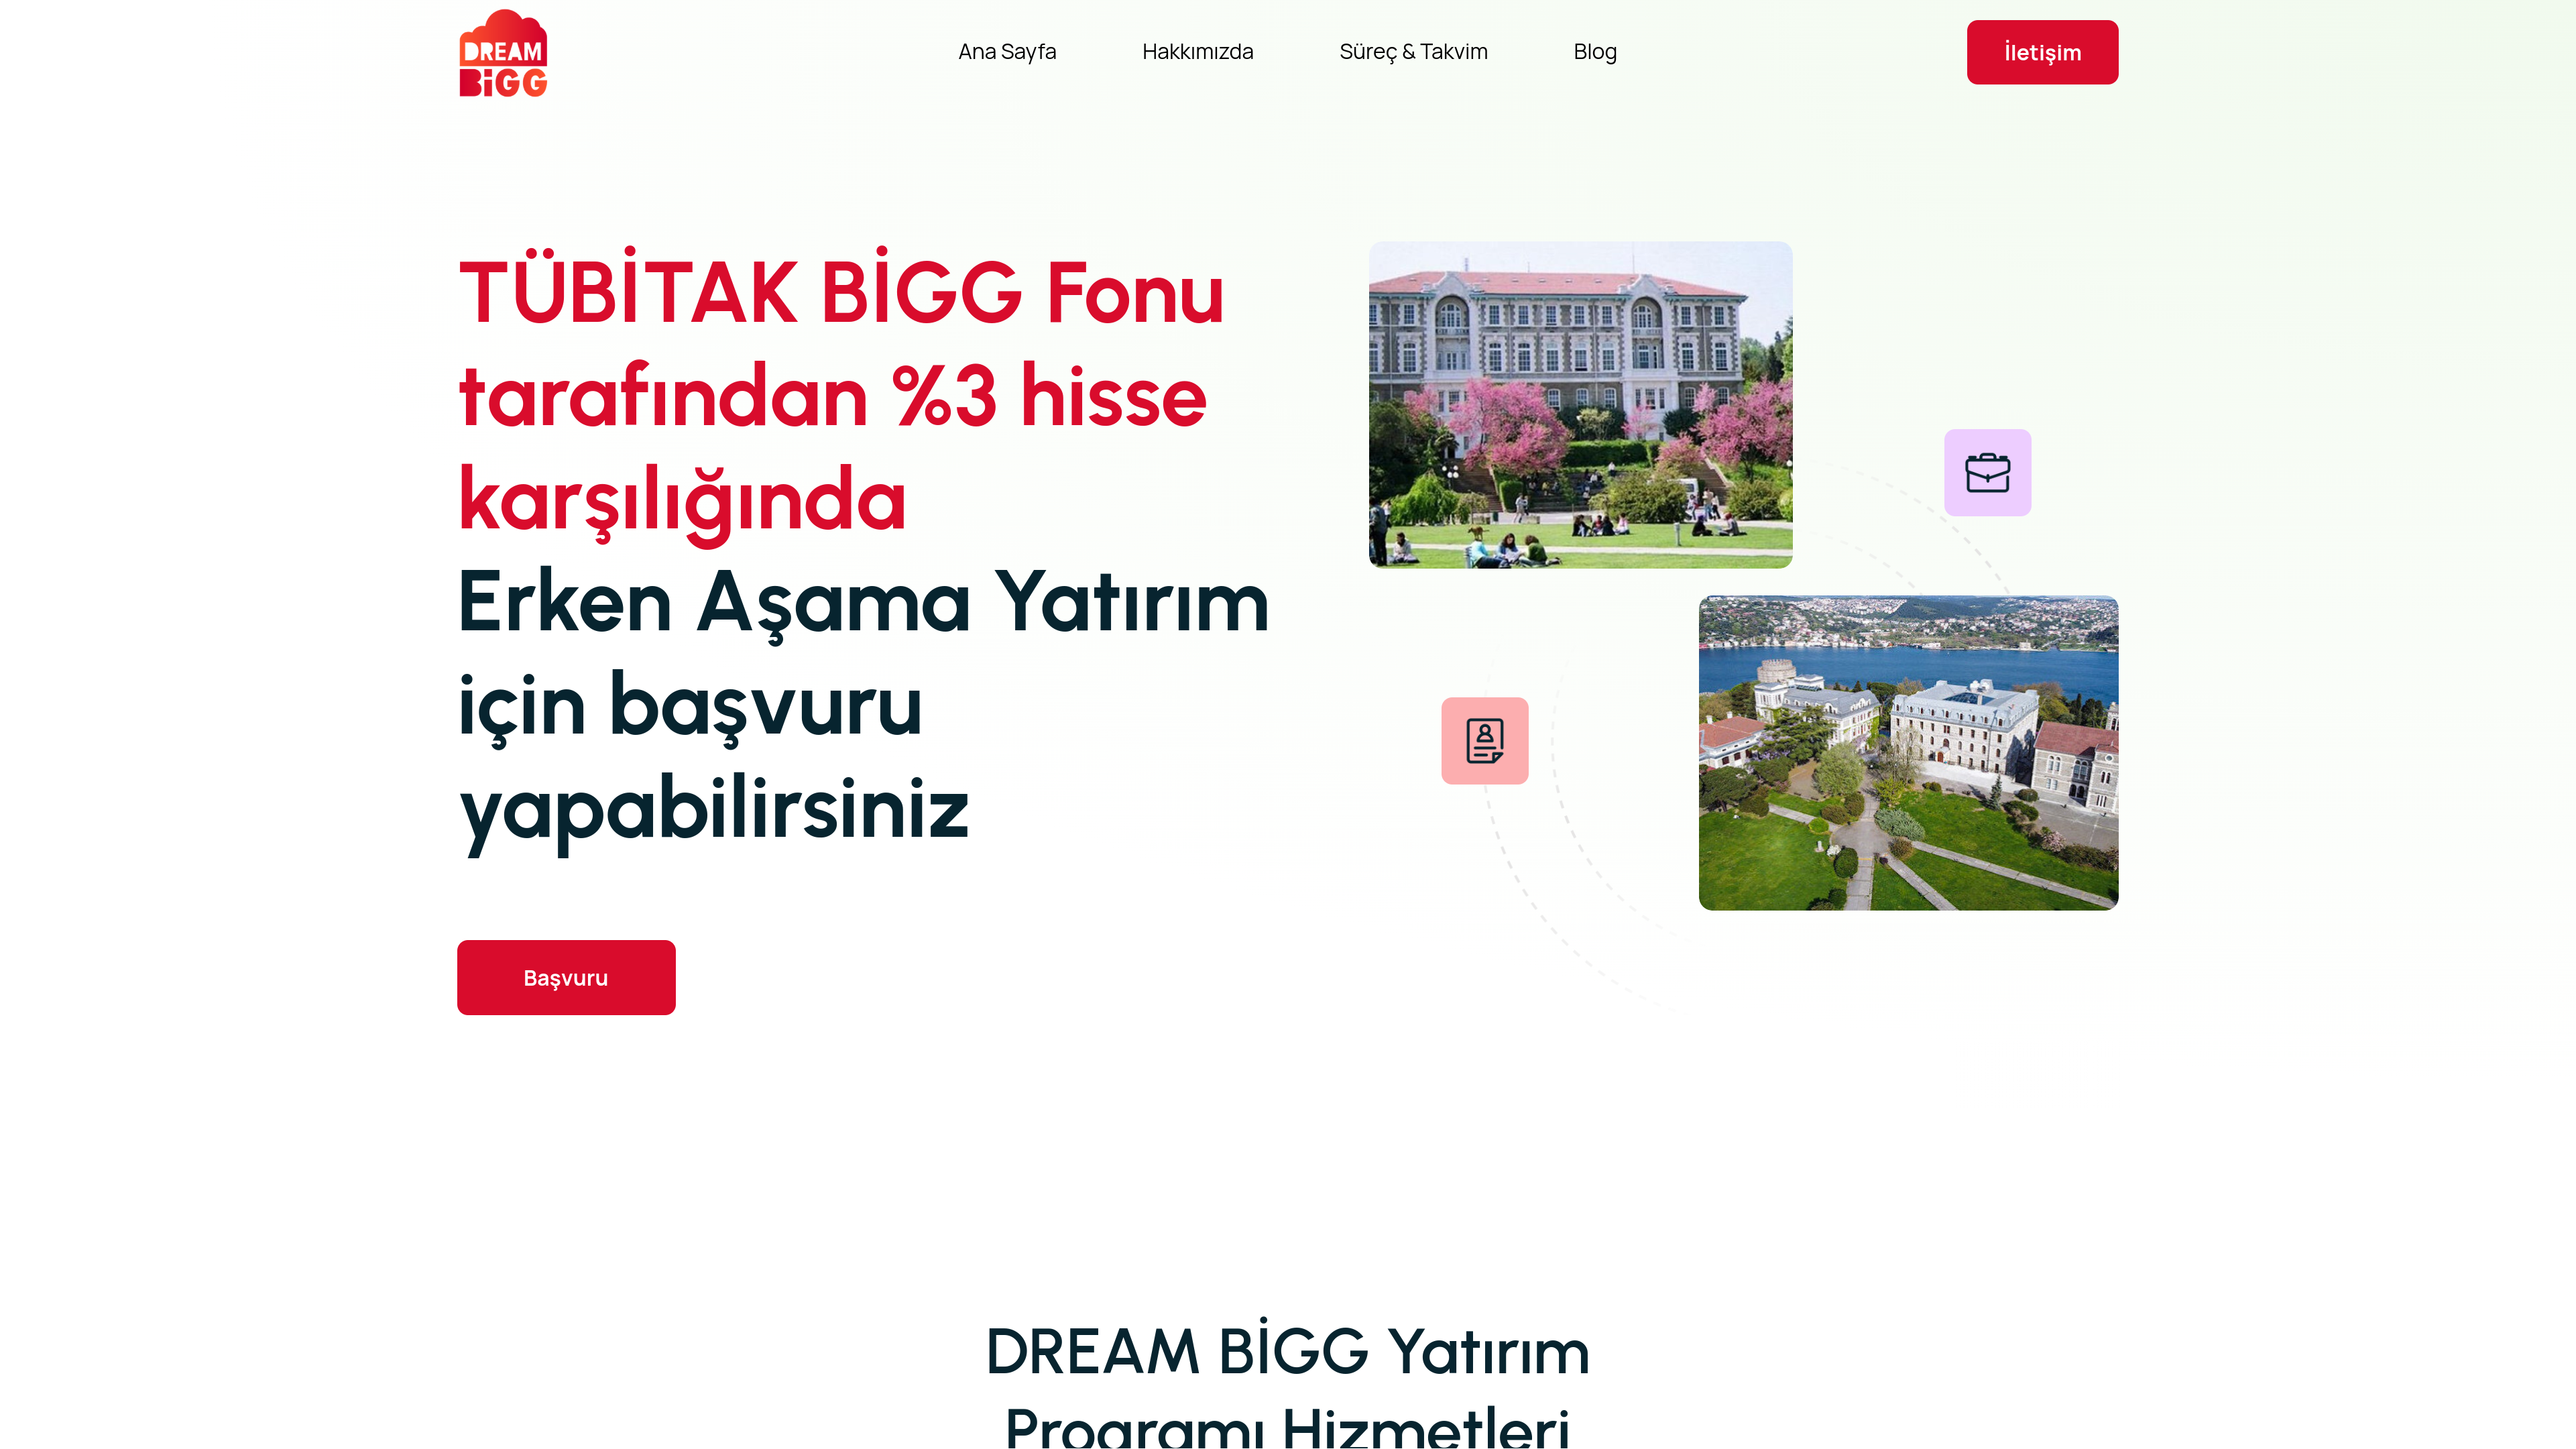 DREAM
BiGG
Ana Sayfa
Hakkımızda
Süreç & Takvim
Blog
İletişim
TÜBİTAK BİGG Fonu
tarafından %3 hisse
karşılığında
Erken Aşama Yatırım
için başvuru
yapabilirsiniz
Başvuru
DREAM BİGG Yatırım
Programı Hizmetleri